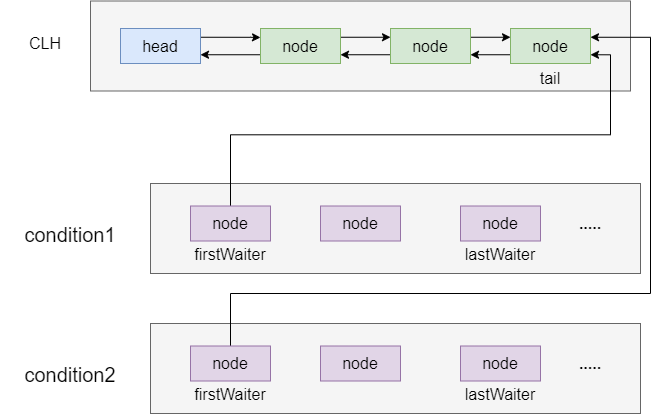 CLH
head node node node
tail
condition1
node node node .....
firstWaiter lastWaiter
condition2
node node node .....
firstWaiter lastWaiter